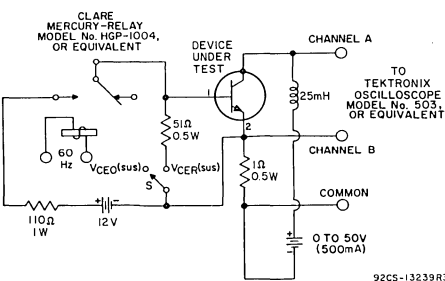 CLARE
MERCURY-RELAY
MODEL No. HGP-1004,
OR EQUIVALENT
DEVICE
UNDER
TEST
CHANNEL A
TO
TEKTRONIX
OSCILLOSCOPE
MODEL No. 503,
OR EQUIVALENT
1
2
25mH
51Ω
0.5W
CHANNEL B
60
Hz
VCEO(sus)
VCER(sus)
S
1Ω
0.5W
COMMON
110Ω
1W
+ -
12V
+
-
0 TO 50V
(500mA)
92CS-13239R3